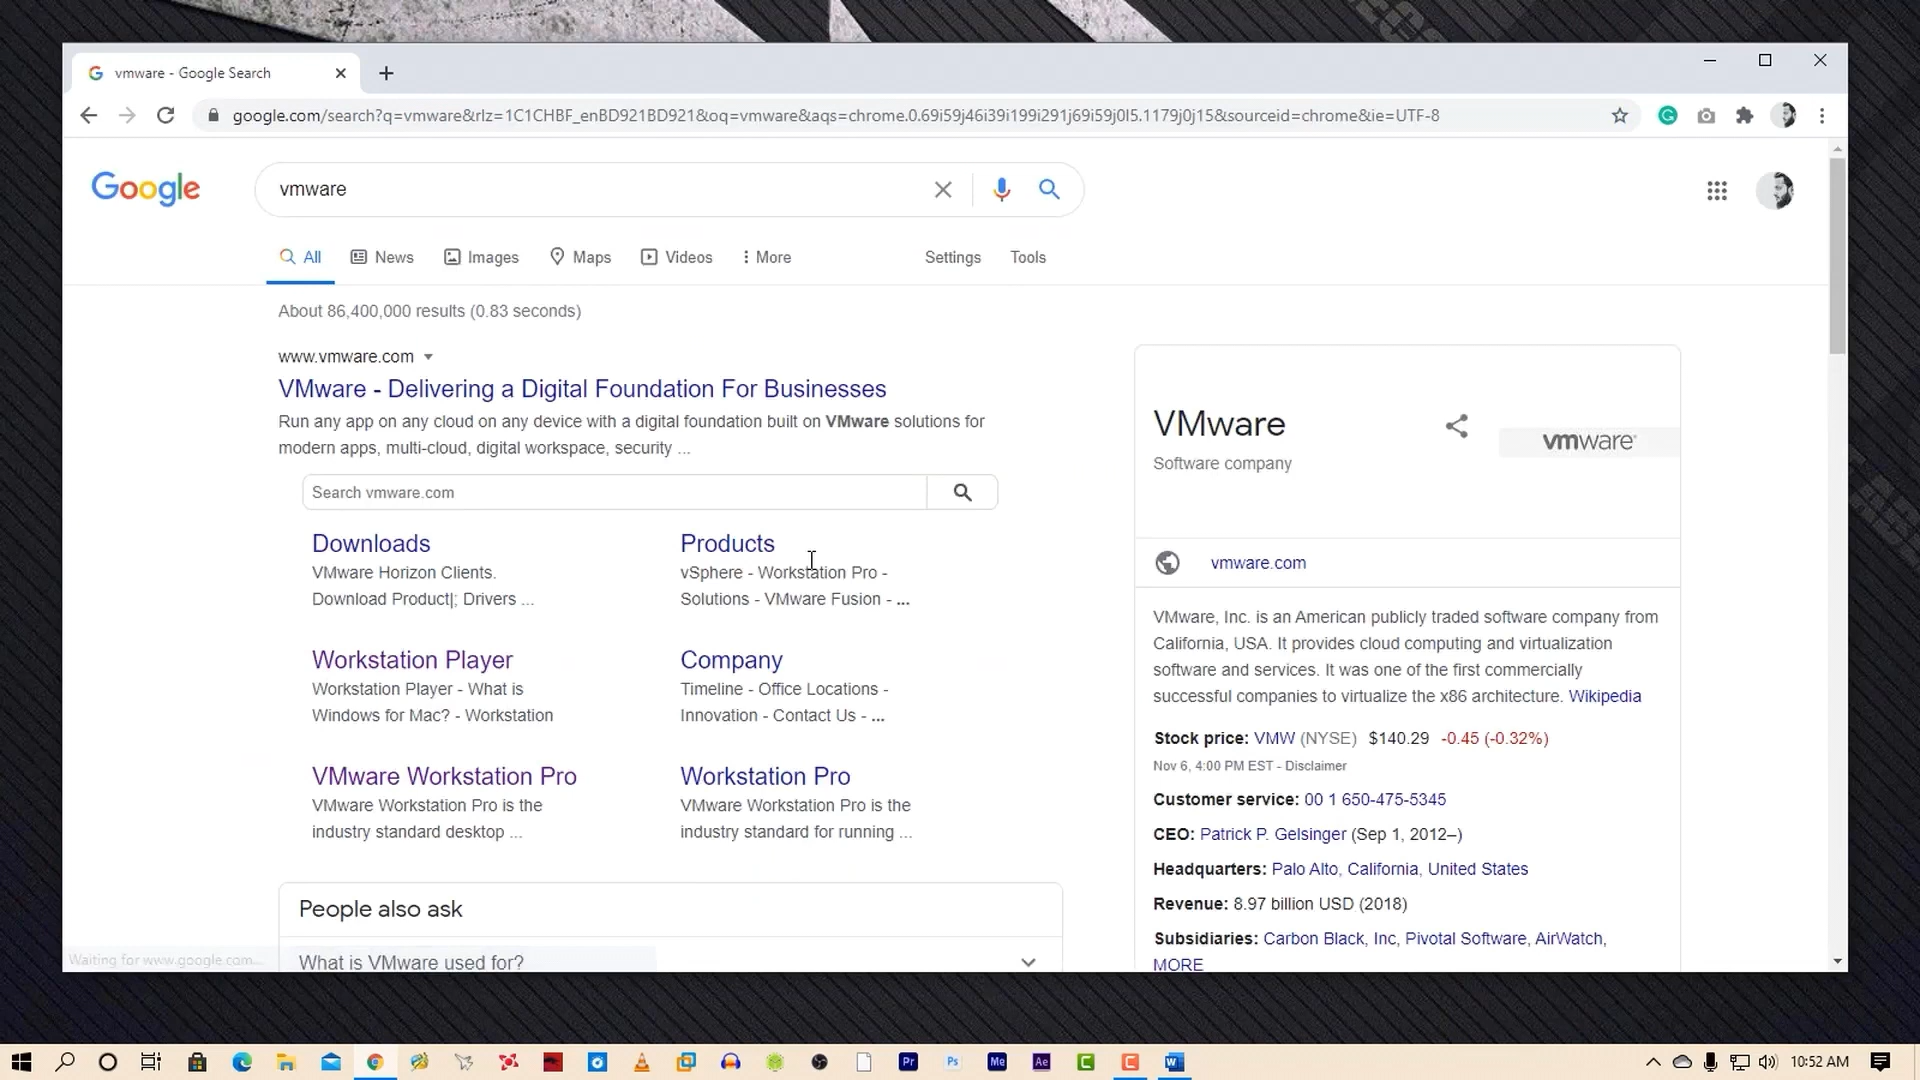 vmware - Google Search
google.com/search?q=vmware&rlz=1C1CHBF_enBD921BD921&oq=vmware&aqs=chrome.0.69i59j46i39i199i291j69i59j0l5.1179j0j15&sourceid=chrome&ie=UTF-8
Google
vmware
All News Images Maps Videos More Settings Tools
About 86,400,000 results (0.83 seconds)
www.vmware.com
VMware - Delivering a Digital Foundation For Businesses
Run any app on any cloud on any device with a digital foundation built on VMware solutions for
modern apps, multi-cloud, digital workspace, security ...
Search vmware.com
Downloads
VMware Horizon Clients.
Download Product|; Drivers ...
Products
vSphere - Workstation Pro -
Solutions - VMware Fusion - ...
Workstation Player
Workstation Player - What is
Windows for Mac? - Workstation
Company
Timeline - Office Locations -
Innovation - Contact Us - ...
VMware Workstation Pro
VMware Workstation Pro is the
industry standard desktop ...
Workstation Pro
VMware Workstation Pro is the
industry standard for running ...
People also ask
What is VMware used for?
Waiting for www.google.com...
VMware
Software company
vmware
vmware.com
VMware, Inc. is an American publicly traded software company from
California, USA. It provides cloud computing and virtualization
software and services. It was one of the first commercially
successful companies to virtualize the x86 architecture. Wikipedia
Stock price: VMW (NYSE) $140.29 -0.45 (-0.32%)
Nov 6, 4:00 PM EST - Disclaimer
Customer service: 00 1 650-475-5345
CEO: Patrick P. Gelsinger (Sep 1, 2012–)
Headquarters: Palo Alto, California, United States
Revenue: 8.97 billion USD (2018)
Subsidiaries: Carbon Black, Inc, Pivotal Software, AirWatch,
MORE
Pr Ps Me Ae
10:52 AM